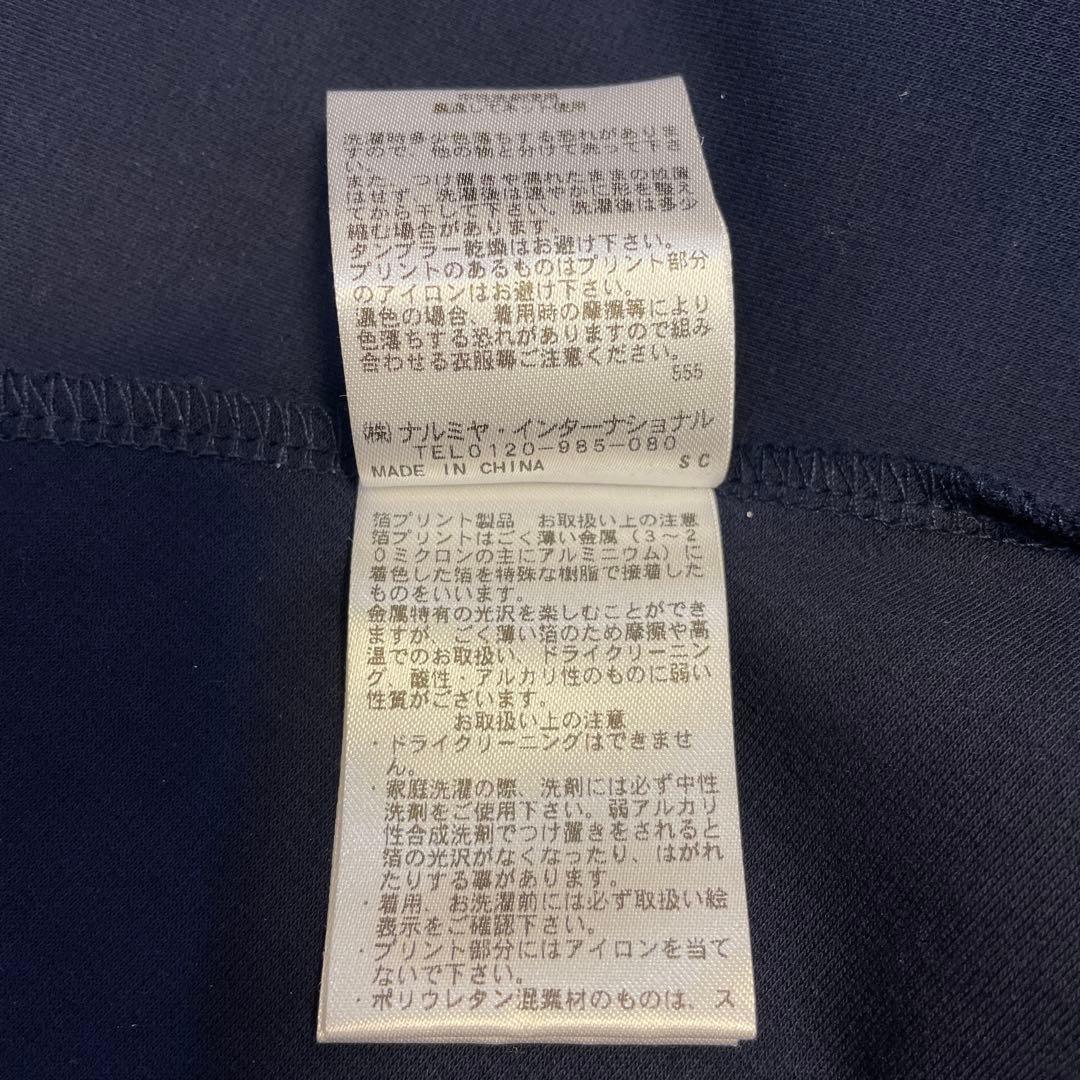 洗濯時多少色落ちする恐れがありま
すので、他の物と分けて洗って下さ
い。
また、つけ置きや濡れたままの放置
はせず、洗濯後は速やかに形を整え
てから干して下さい。洗濯後は多少
縮む場合があります。
タンブラー乾燥はお避け下さい。
プリントのあるものはプリント部分
のアイロンはお避け下さい。
濃色の場合、着用時の摩擦等により
色落ちする恐れがありますので組み
合わせる衣服等ご注意ください。
555
㈱ナルミヤ・インターナショナル
TEL0120-985-080
MADE IN CHINA SC
箔プリント製品 お取扱い上の注意
箔プリントはごく薄い金属(3~2
0ミクロンの主にアルミニウム)に
着色した箔を特殊な樹脂で接着した
ものをいいます。
金属特有の光沢を楽しむことができ
ますが、ごく薄い箔のため摩擦や高
温でのお取扱い、ドライクリーニン
グ、酸性・アルカリ性のものに弱い
性質がございます。
お取扱い上の注意
・ドライクリーニングはできませ
ん。
・家庭洗濯の際、洗剤には必ず中性
洗剤をご使用下さい。弱アルカリ
性合成洗剤でつけ置きをされると
箔の光沢がなくなったり、はがれ
たりする事があります。
・着用、お洗濯前には必ず取扱い絵
表示をご確認下さい。
・プリント部分にはアイロンを当て
ないで下さい。
・ポリウレタン混素材のものは、ス